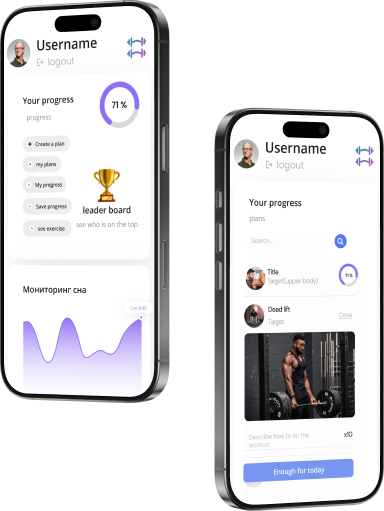 Username
logout
Your progress
progress
71 %
Create a plan
my plans
My progress
Save progress
see exercise
leader board
see who is on the top
Мониторинг сна
Username
logout
Your progress
plans
Search...
Title
Target(upper body)
Dead lift
Target
Done
Describe how to do the
workout
x10
Enough for today